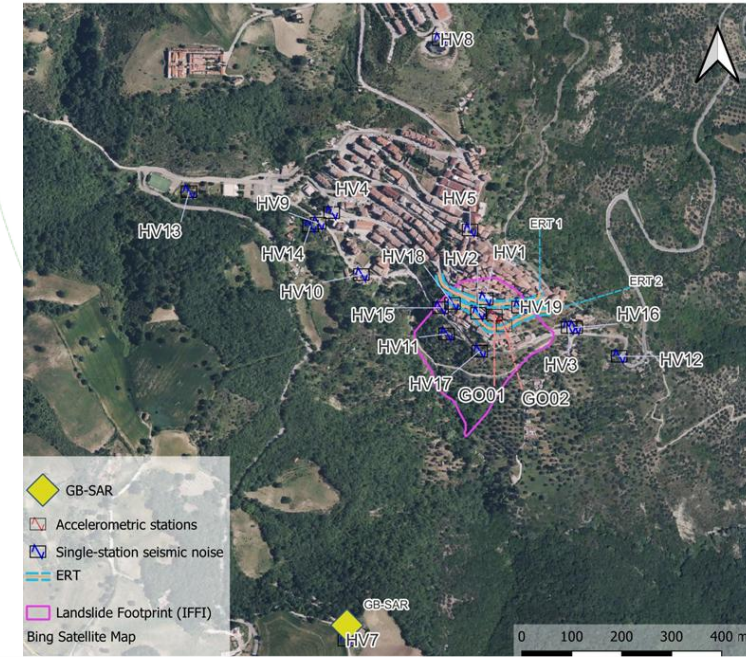 HV8
HV4
HV9
HV5
HV13
HV14
HV18
HV2
HV1
ERT 1
HV10
ERT 2
HV15
HV19
HV16
HV11
HV3
HV12
HV17
GO01
GO02
GB-SAR
Accelerometric stations
Single-station seismic noise
ERT
Landslide Footprint (IFFI)
Bing Satellite Map
GB-SAR
HV7
0 100 200 300 400 m